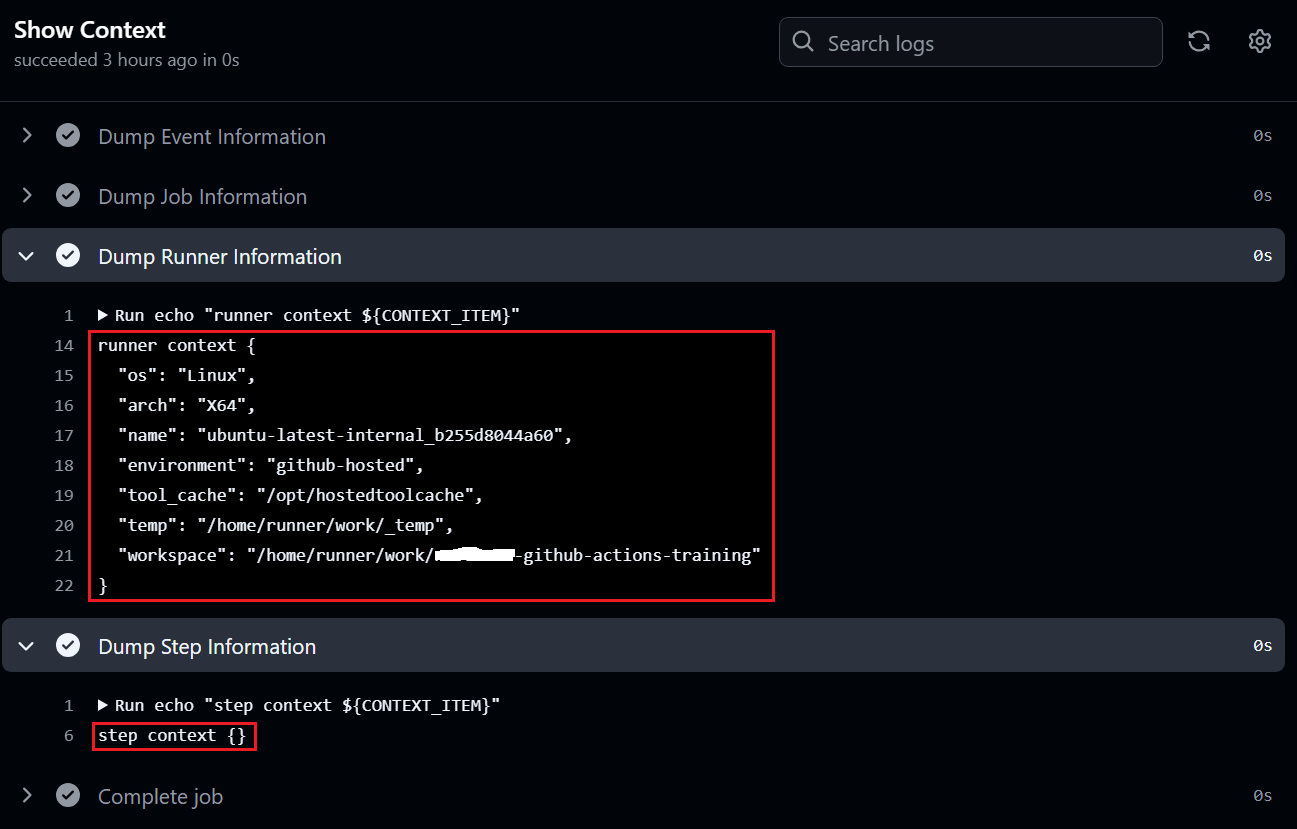 Show Context
succeeded 3 hours ago in 0s
Search logs
Dump Event Information 0s
Dump Job Information 0s
Dump Runner Information 0s
1 Run echo "runner context ${CONTEXT_ITEM}"
14 runner context {
15 "os": "Linux",
16 "arch": "X64",
17 "name": "ubuntu-latest-internal_b255d8044a60",
18 "environment": "github-hosted",
19 "tool_cache": "/opt/hostedtoolcache",
20 "temp": "/home/runner/work/_temp",
21 "workspace": "/home/runner/work/ -github-actions-training"
22 }
Dump Step Information 0s
1 Run echo "step context ${CONTEXT_ITEM}"
6 step context {}
Complete job 0s